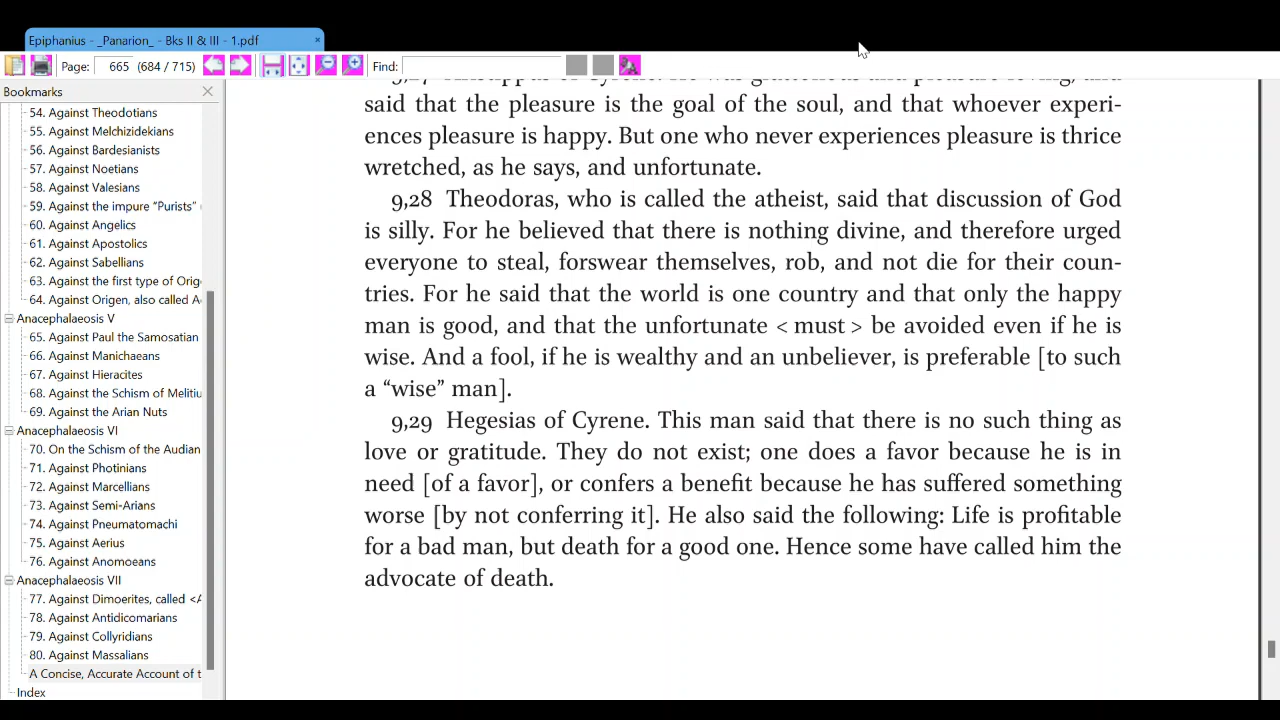 Epiphanius - _Panarion_ - Bks II & III - 1.pdf
Page: 665 (684 / 715) Find:
Bookmarks
54. Against Theodotians
55. Against Melchizidekians
56. Against Bardesianists
57. Against Noetians
58. Against Valesians
59. Against the impure “Purists”
60. Against Angelics
61. Against Apostolics
62. Against Sabellians
63. Against the first type of Orig
64. Against Origen, also called A
Anacephalaeosis V
65. Against Paul the Samosatian
66. Against Manichaeans
67. Against Hieracites
68. Against the Schism of Melitiu
69. Against the Arian Nuts
Anacephalaeosis VI
70. On the Schism of the Audian
71. Against Photinians
72. Against Marcellians
73. Against Semi-Arians
74. Against Pneumatomachi
75. Against Aerius
76. Against Anomoeans
Anacephalaeosis VII
77. Against Dimoerites, called <A
78. Against Antidicomarians
79. Against Collyridians
80. Against Massalians
A Concise, Accurate Account of t
Index
said that the pleasure is the goal of the soul, and that whoever experi-
ences pleasure is happy. But one who never experiences pleasure is thrice
wretched, as he says, and unfortunate.
9,28 Theodoras, who is called the atheist, said that discussion of God
is silly. For he believed that there is nothing divine, and therefore urged
everyone to steal, forswear themselves, rob, and not die for their coun-
tries. For he said that the world is one country and that only the happy
man is good, and that the unfortunate < must > be avoided even if he is
wise. And a fool, if he is wealthy and an unbeliever, is preferable [to such
a “wise” man].
9,29 Hegesias of Cyrene. This man said that there is no such thing as
love or gratitude. They do not exist; one does a favor because he is in
need [of a favor], or confers a benefit because he has suffered something
worse [by not conferring it]. He also said the following: Life is profitable
for a bad man, but death for a good one. Hence some have called him the
advocate of death.